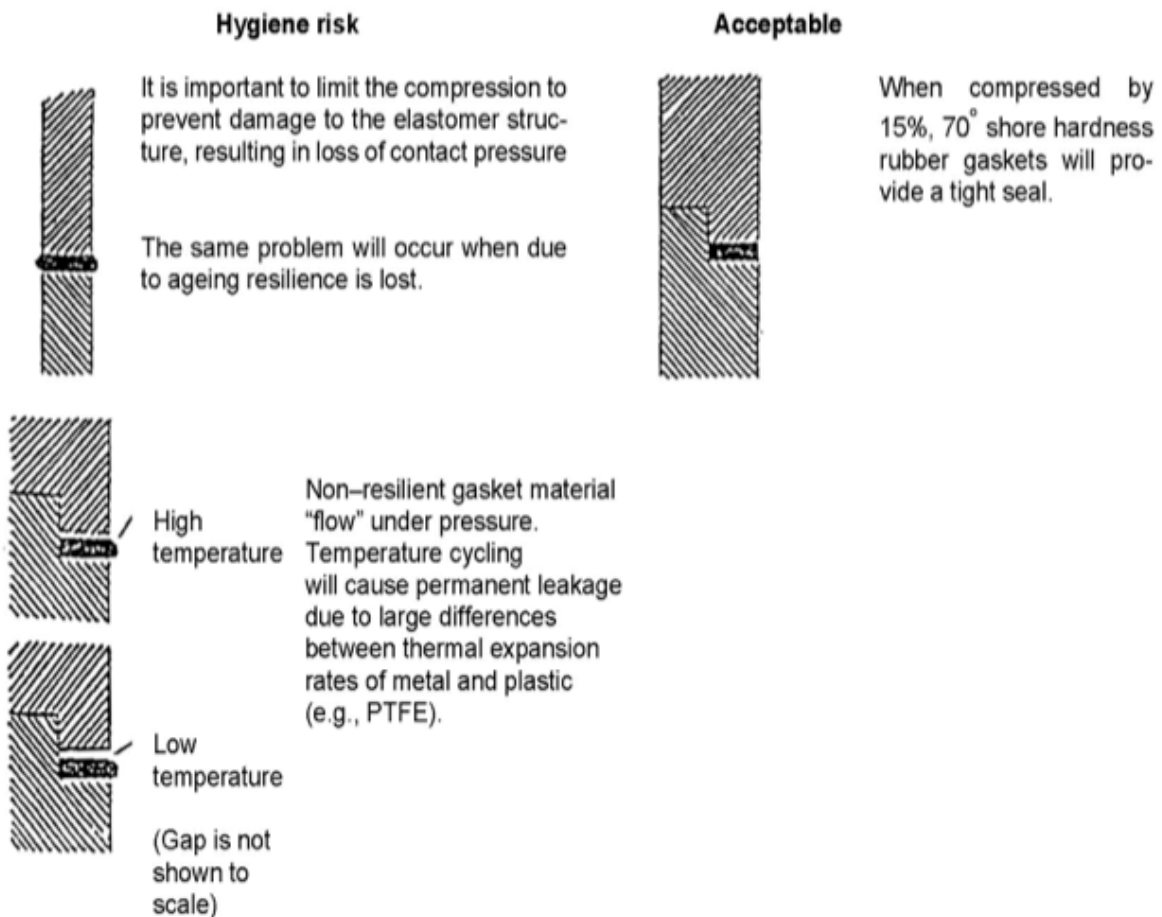 Hygiene risk
Acceptable
It is important to limit the compression to
prevent damage to the elastomer struc-
ture, resulting in loss of contact pressure
The same problem will occur when due
to ageing resilience is lost.
When compressed by
15%, 70° shore hardness
rubber gaskets will pro-
vide a tight seal.
High
temperature
Non–resilient gasket material
“flow” under pressure.
Temperature cycling
will cause permanent leakage
due to large differences
between thermal expansion
rates of metal and plastic
(e.g., PTFE).
Low
temperature
(Gap is not
shown to
scale)